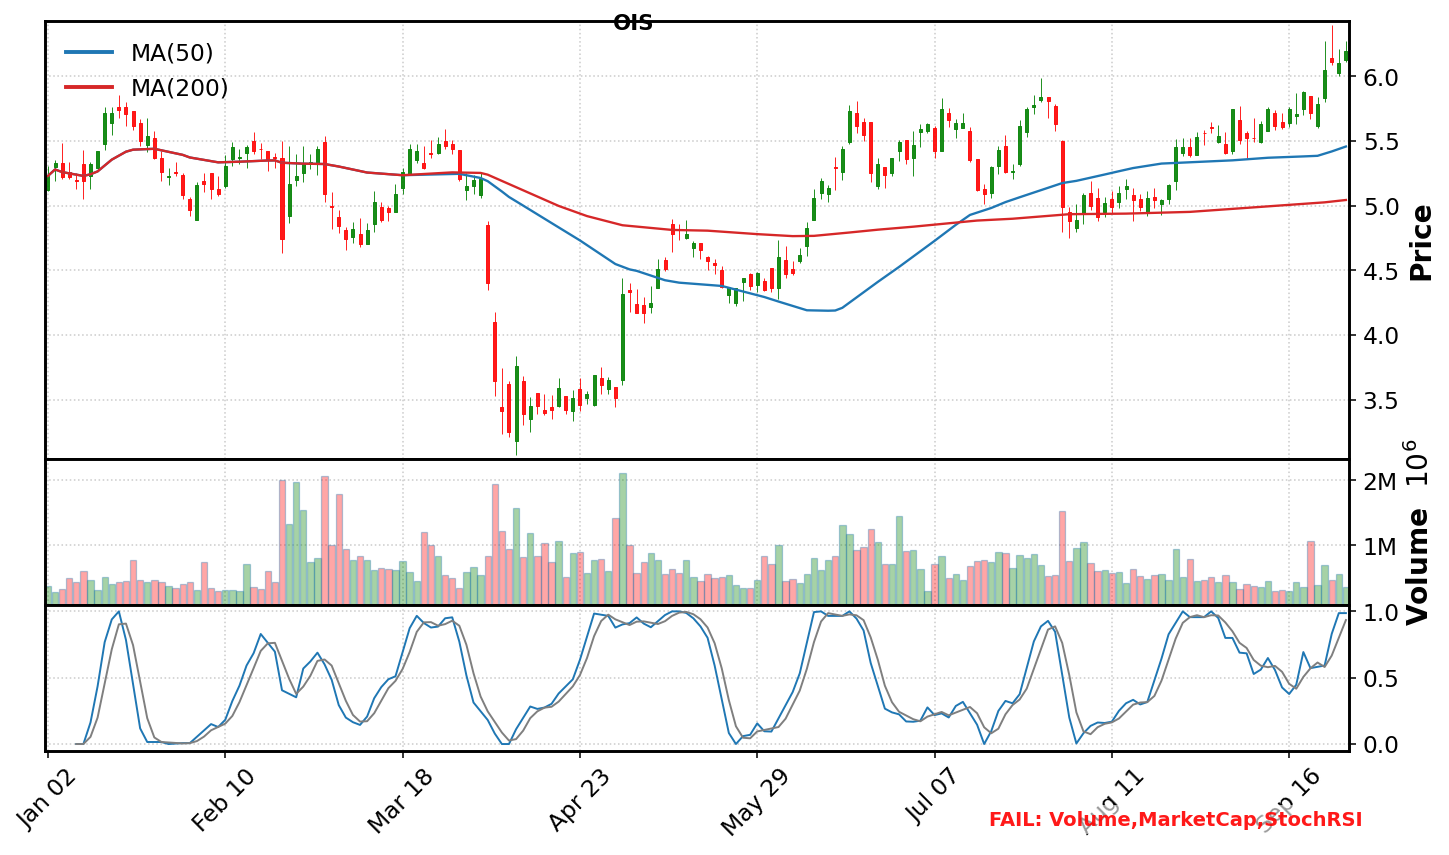 OIS
MA(50)
MA(200)
6.0
5.5
5.0
4.5
4.0
3.5
Price
10^6
2M
1M
Volume
1.0
0.5
0.0
Jan 02
Feb 10
Mar 18
Apr 23
May 29
Jul 07
Aug 11
Sep 16
FAIL: Volume,MarketCap,StochRSI